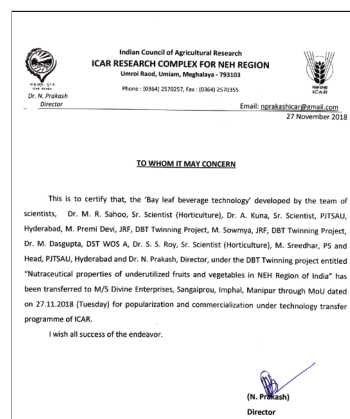 Indian Council of Agricultural Research
ICAR RESEARCH COMPLEX FOR NEH REGION
Umroi Raod, Umiam, Meghalaya - 793103
Phone : (0364) 2570257, Fax : (0364) 2570355
ICAR
Dr. N. Prakash
Director
Email: nprakashicar@gmail.com
27 November 2018
TO WHOM IT MAY CONCERN
This is to certify that, the 'Bay leaf beverage technology' developed by the team of
scientists, Dr. M. R. Sahoo, Sr. Scientist (Horticulture), Dr. A. Kuna, Sr. Scientist, PJTSAU,
Hyderabad, M. Premi Devi, JRF, DBT Twinning Project, M. Sowmya, JRF, DBT Twinning Project,
Dr. M. Dasgupta, DST WOS A, Dr. S. S. Roy, Sr. Scientist (Horticulture), M. Sreedhar, PS and
Head, PJTSAU, Hyderabad and Dr. N. Prakash, Director, under the DBT Twinning project entitled
"Nutraceutical properties of underutilized fruits and vegetables in NEH Region of India" has
been transferred to M/S Divine Enterprises, Sangaiprou, Imphal, Manipur through MoU dated
on 27.11.2018 (Tuesday) for popularization and commercialization under technology transfer
programme of ICAR.
I wish all success of the endeavor.
(N. Prakash)
Director